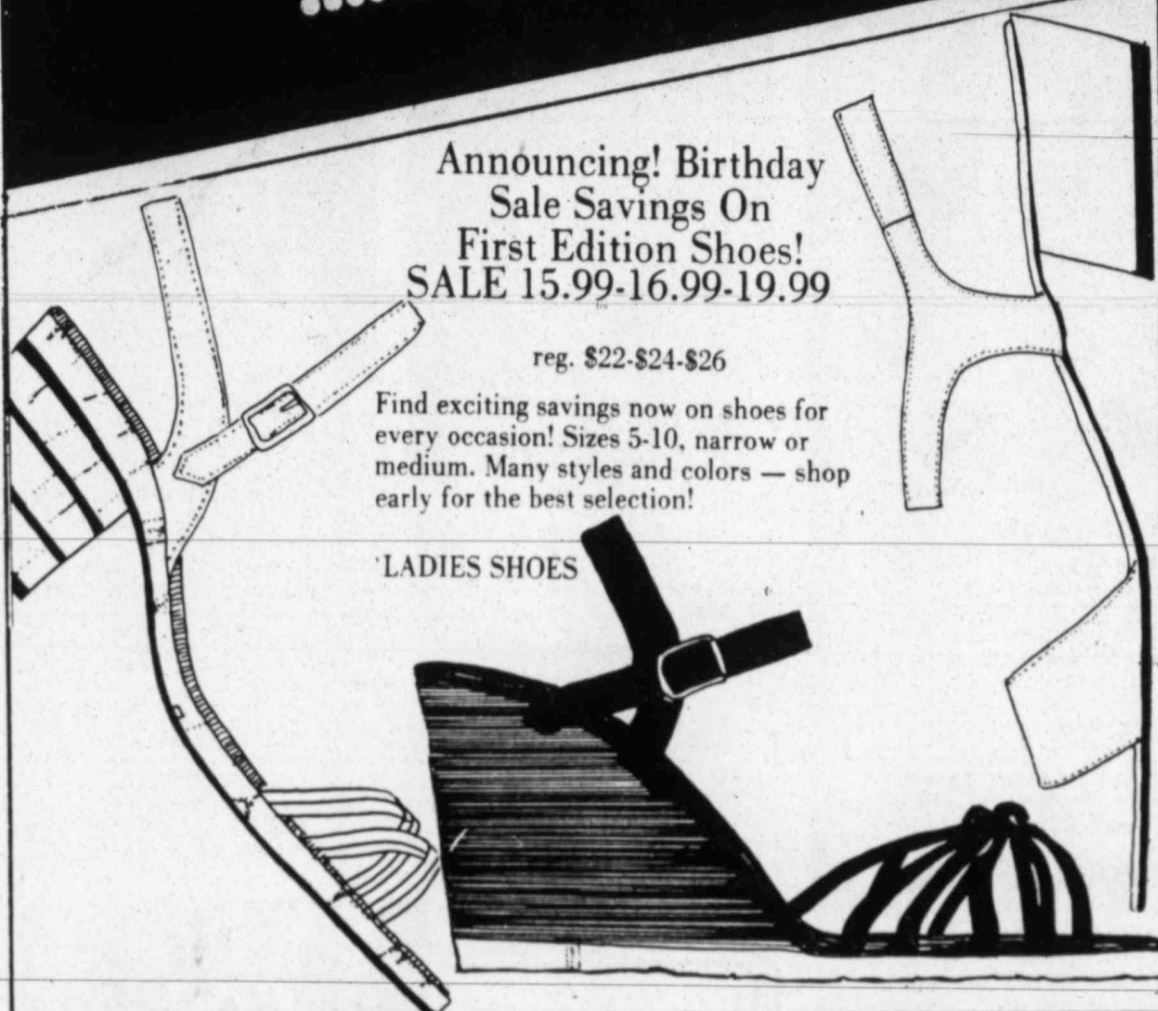 Announcing! Birthday
Sale Savings On
First Edition Shoes!
SALE 15.99-16.99-19.99
reg. $22-$24-$26
Find exciting savings now on shoes for
every occasion! Sizes 5-10, narrow or
medium. Many styles and colors — shop
early for the best selection!
LADIES SHOES